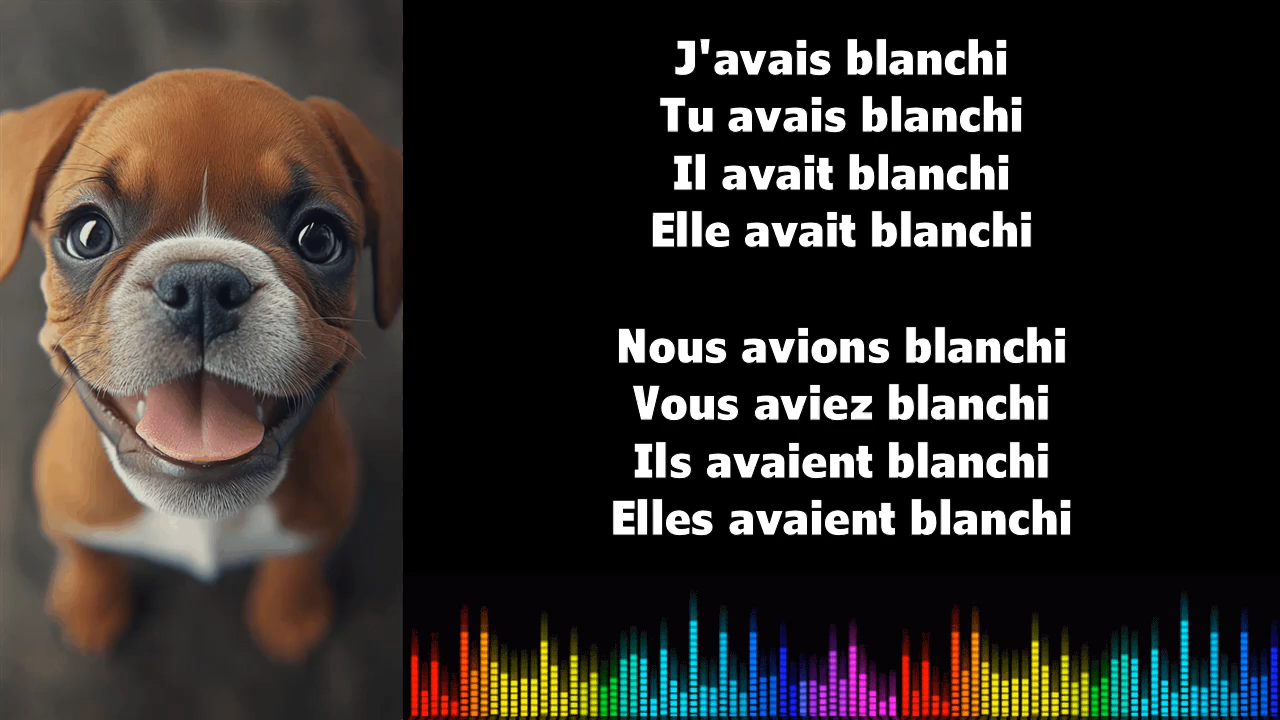 J'avais blanchi
Tu avais blanchi
Il avait blanchi
Elle avait blanchi
Nous avions blanchi
Vous aviez blanchi
Ils avaient blanchi
Elles avaient blanchi